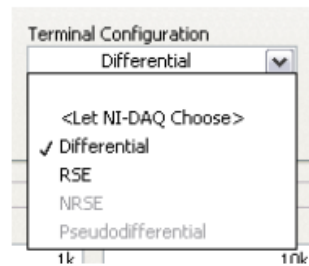 Terminal Configuration
Differential
<Let NI-DAQ Choose>
✓ Differential
RSE
NRSE
Pseudodifferential
1k 10k